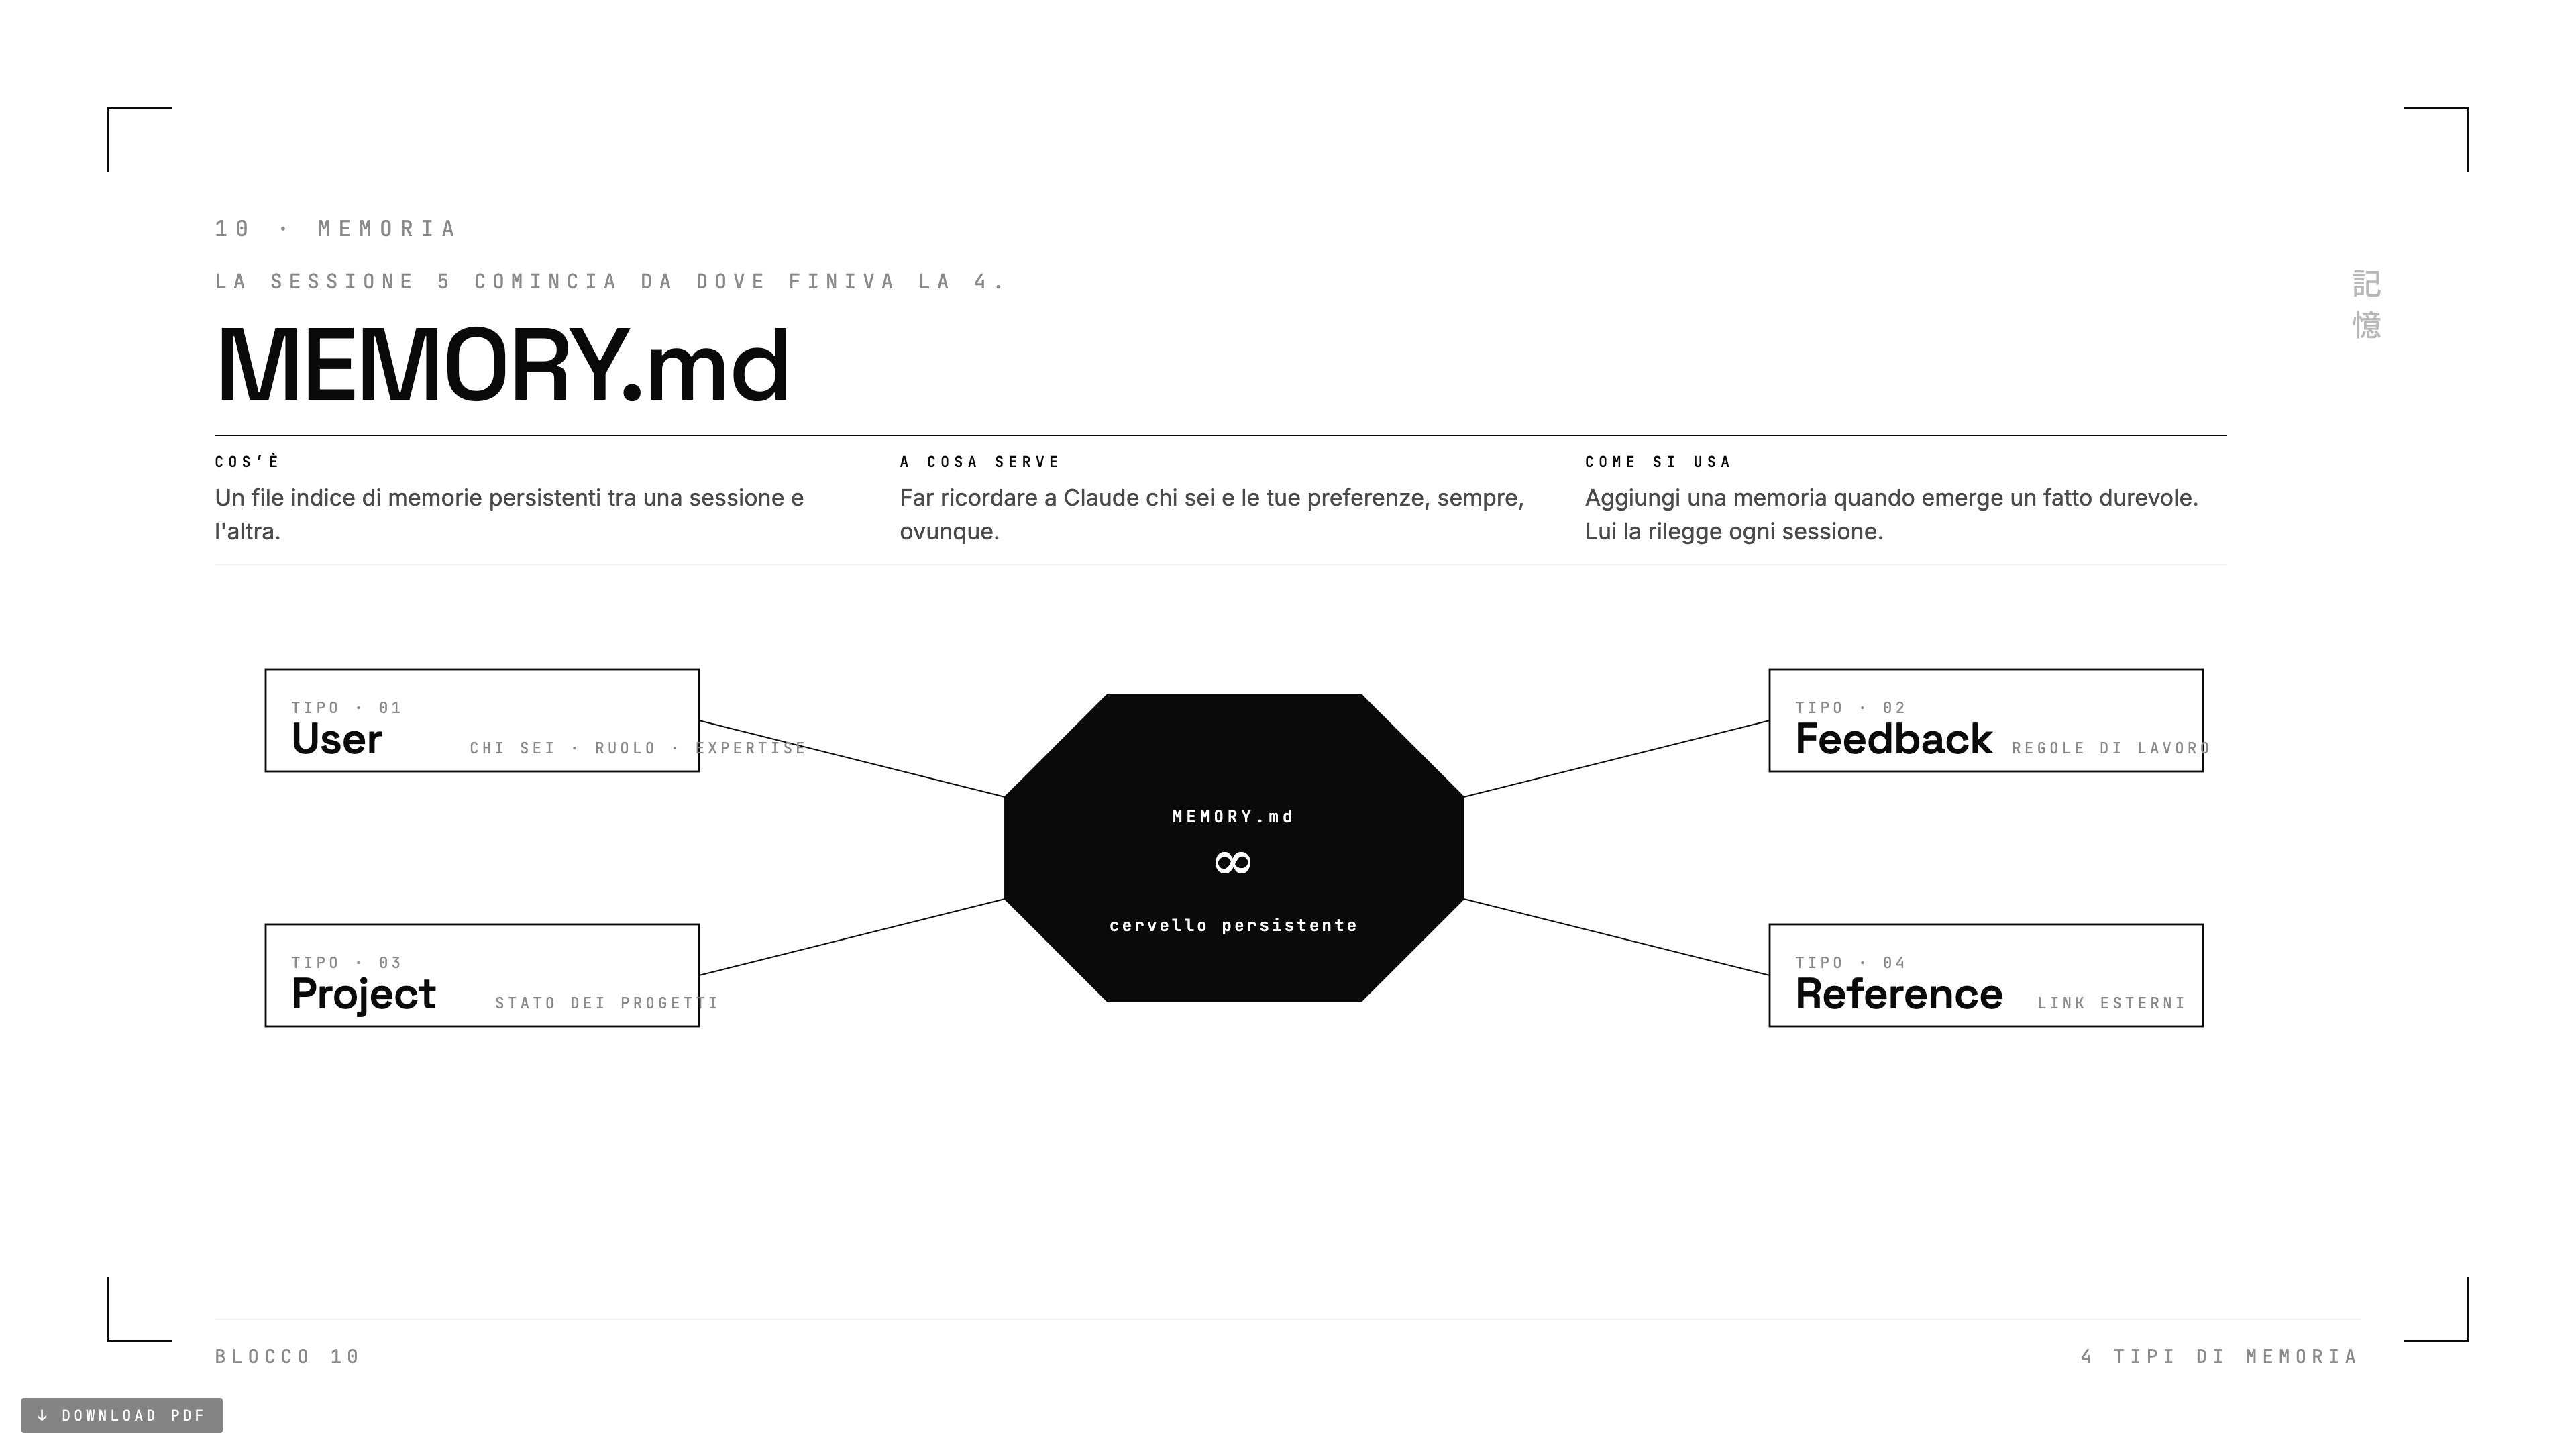 10 · MEMORIA
LA SESSIONE 5 COMINCIA DA DOVE FINIVA LA 4.
記
憶
MEMORY.md
COS’È
Un file indice di memorie persistenti tra una sessione e
l'altra.
A COSA SERVE
Far ricordare a Claude chi sei e le tue preferenze, sempre,
ovunque.
COME SI USA
Aggiungi una memoria quando emerge un fatto durevole.
Lui la rilegge ogni sessione.
TIPO · 01
User CHI SEI · RUOLO · EXPERTISE
TIPO · 02
Feedback REGOLE DI LAVORO
MEMORY.md
∞
cervello persistente
TIPO · 03
Project STATO DEI PROGETTI
TIPO · 04
Reference LINK ESTERNI
BLOCCO 10
4 TIPI DI MEMORIA
↓ DOWNLOAD PDF